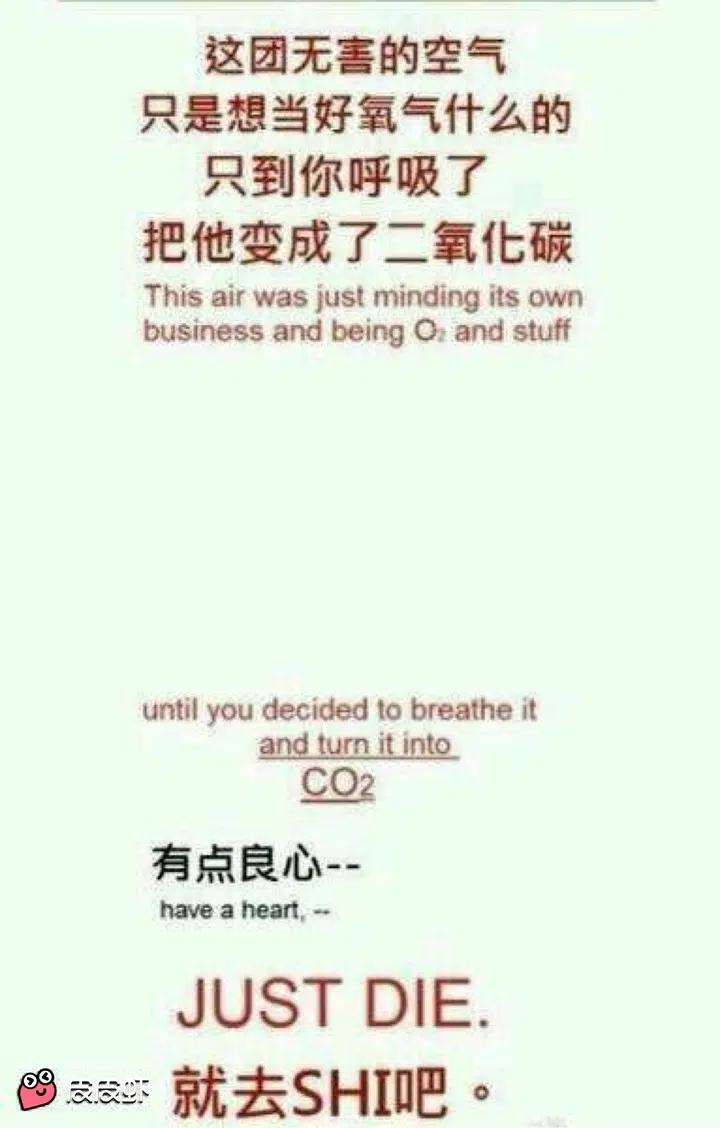 这团无害的空气
只是想当好氧气什么的
只到你呼吸了
把他变成了二氧化碳
This air was just minding its own
business and being O₂ and stuff
until you decided to breathe it
and turn it into
CO2
有点良心--
have a heart, --
JUST DIE.
就去SHI吧。
皮皮虾